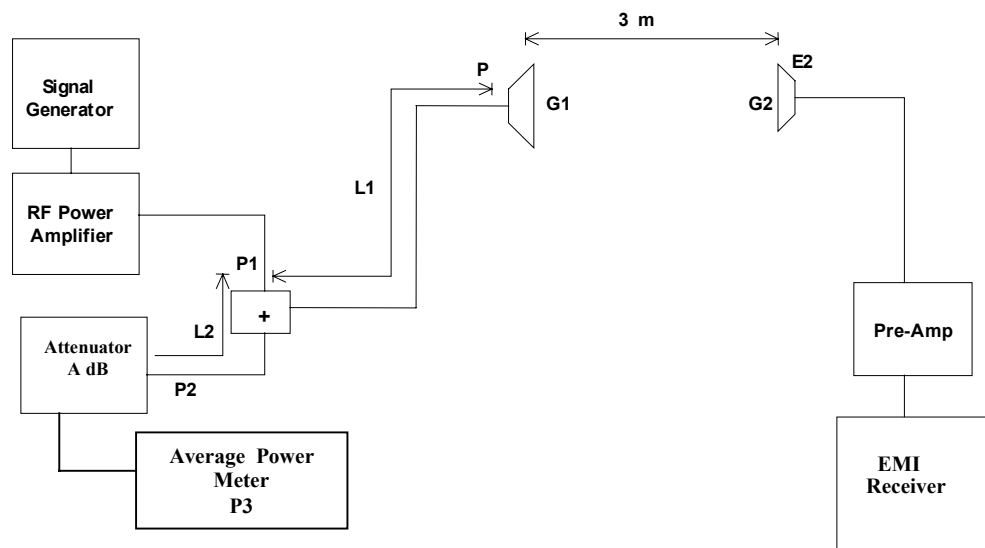 3 m
P
E2
G1
G2
Signal
Generator
L1
RF Power
Amplifier
P1
+
L2
Attenuator
A dB
P2
Pre-Amp
Average Power
Meter
P3
EMI
Receiver